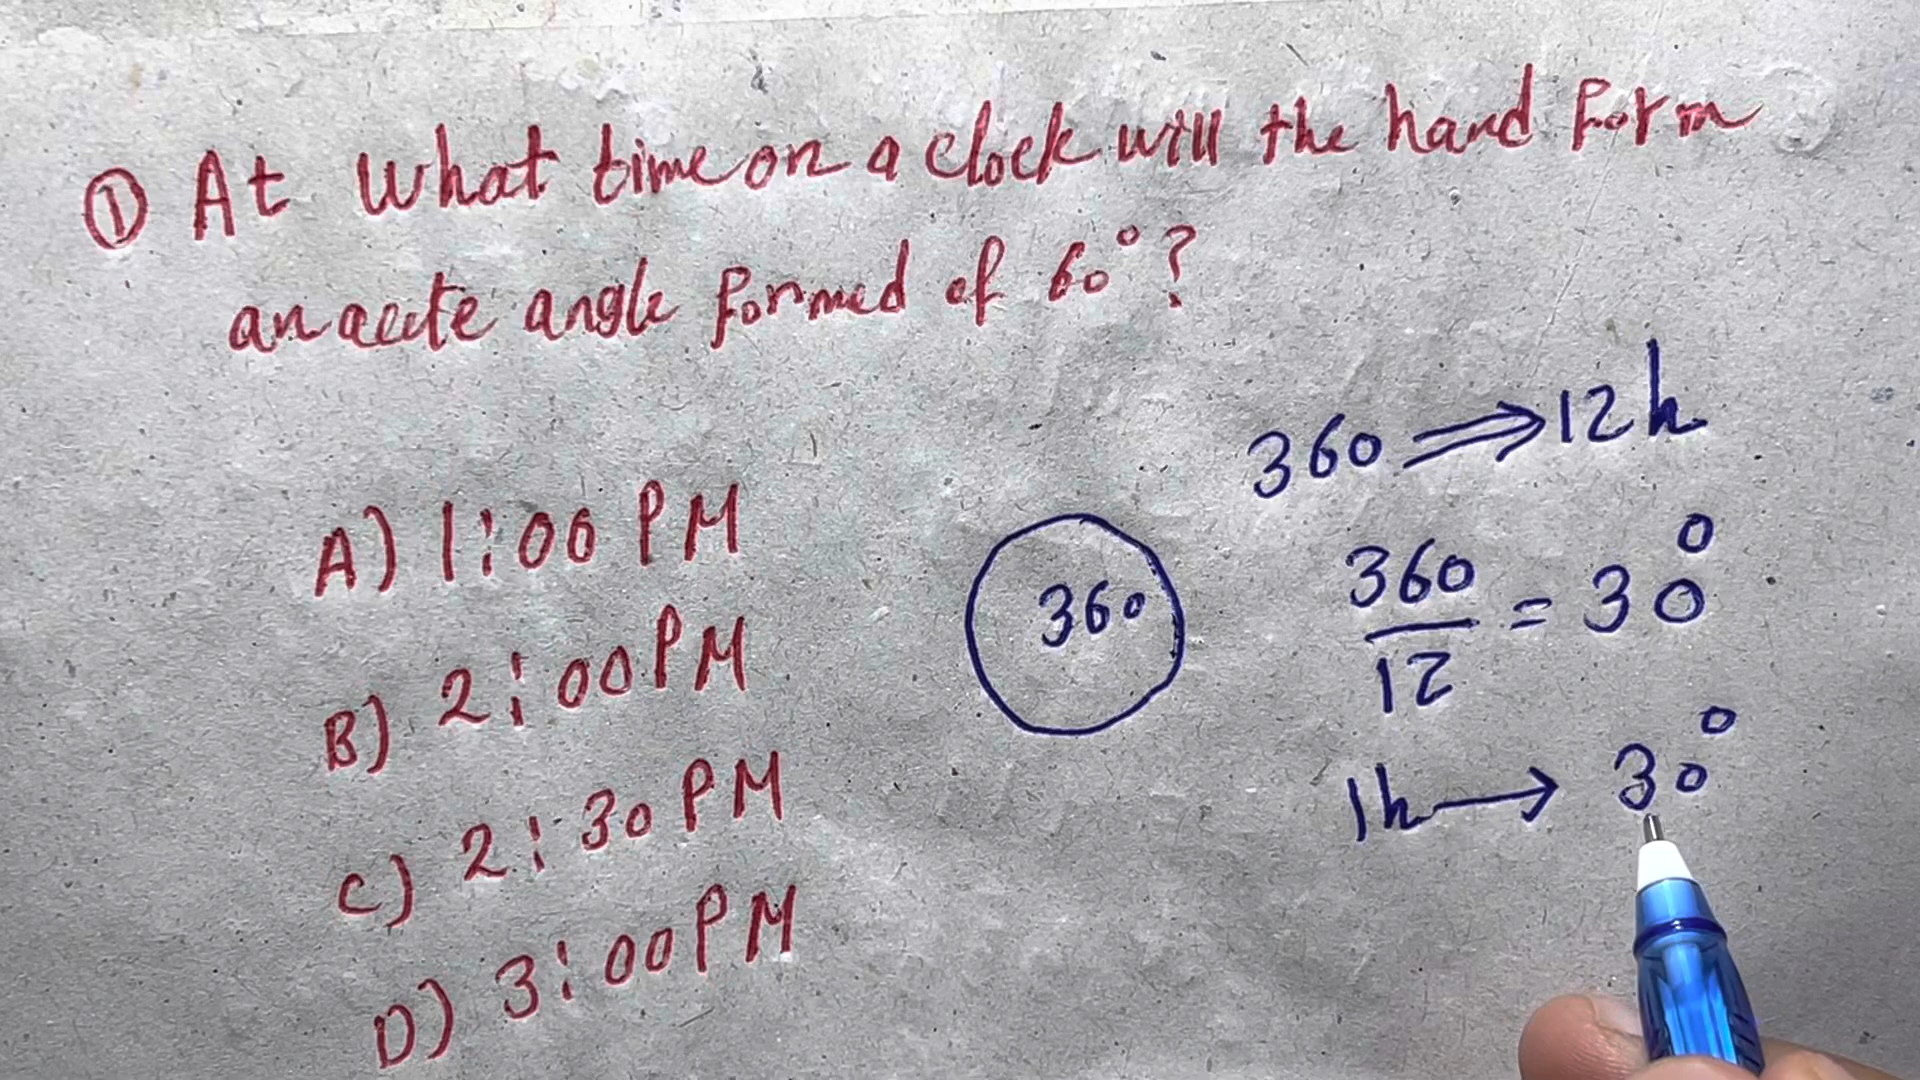 ① At what time on a clock will the hand form
an acute angle formed of 60°?
A) 1:00 PM
B) 2:00 PM
C) 2:30 PM
D) 3:00 PM
360
360 ⇒ 12h
360/12 = 30°
1h → 30°